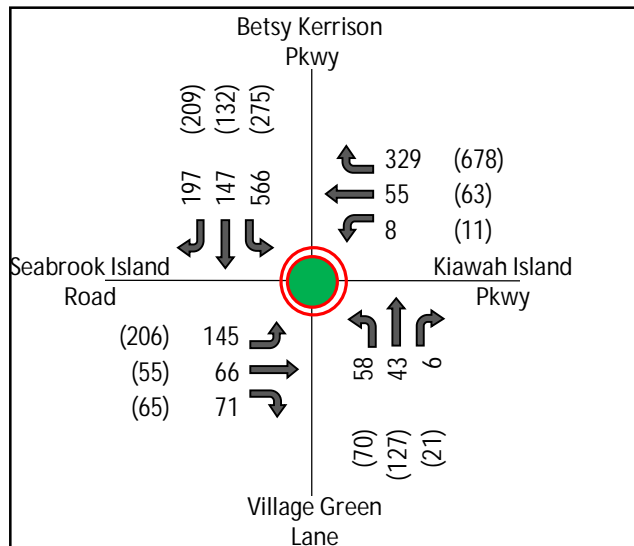 Betsy Kerrison
Pkwy
(209) (132) (275)
197 147 566
329 (678)
55 (63)
8 (11)
Seabrook Island
Road
Kiawah Island
Pkwy
(206) 145
(55) 66
(65) 71
58 43 6
(70) (127) (21)
Village Green
Lane